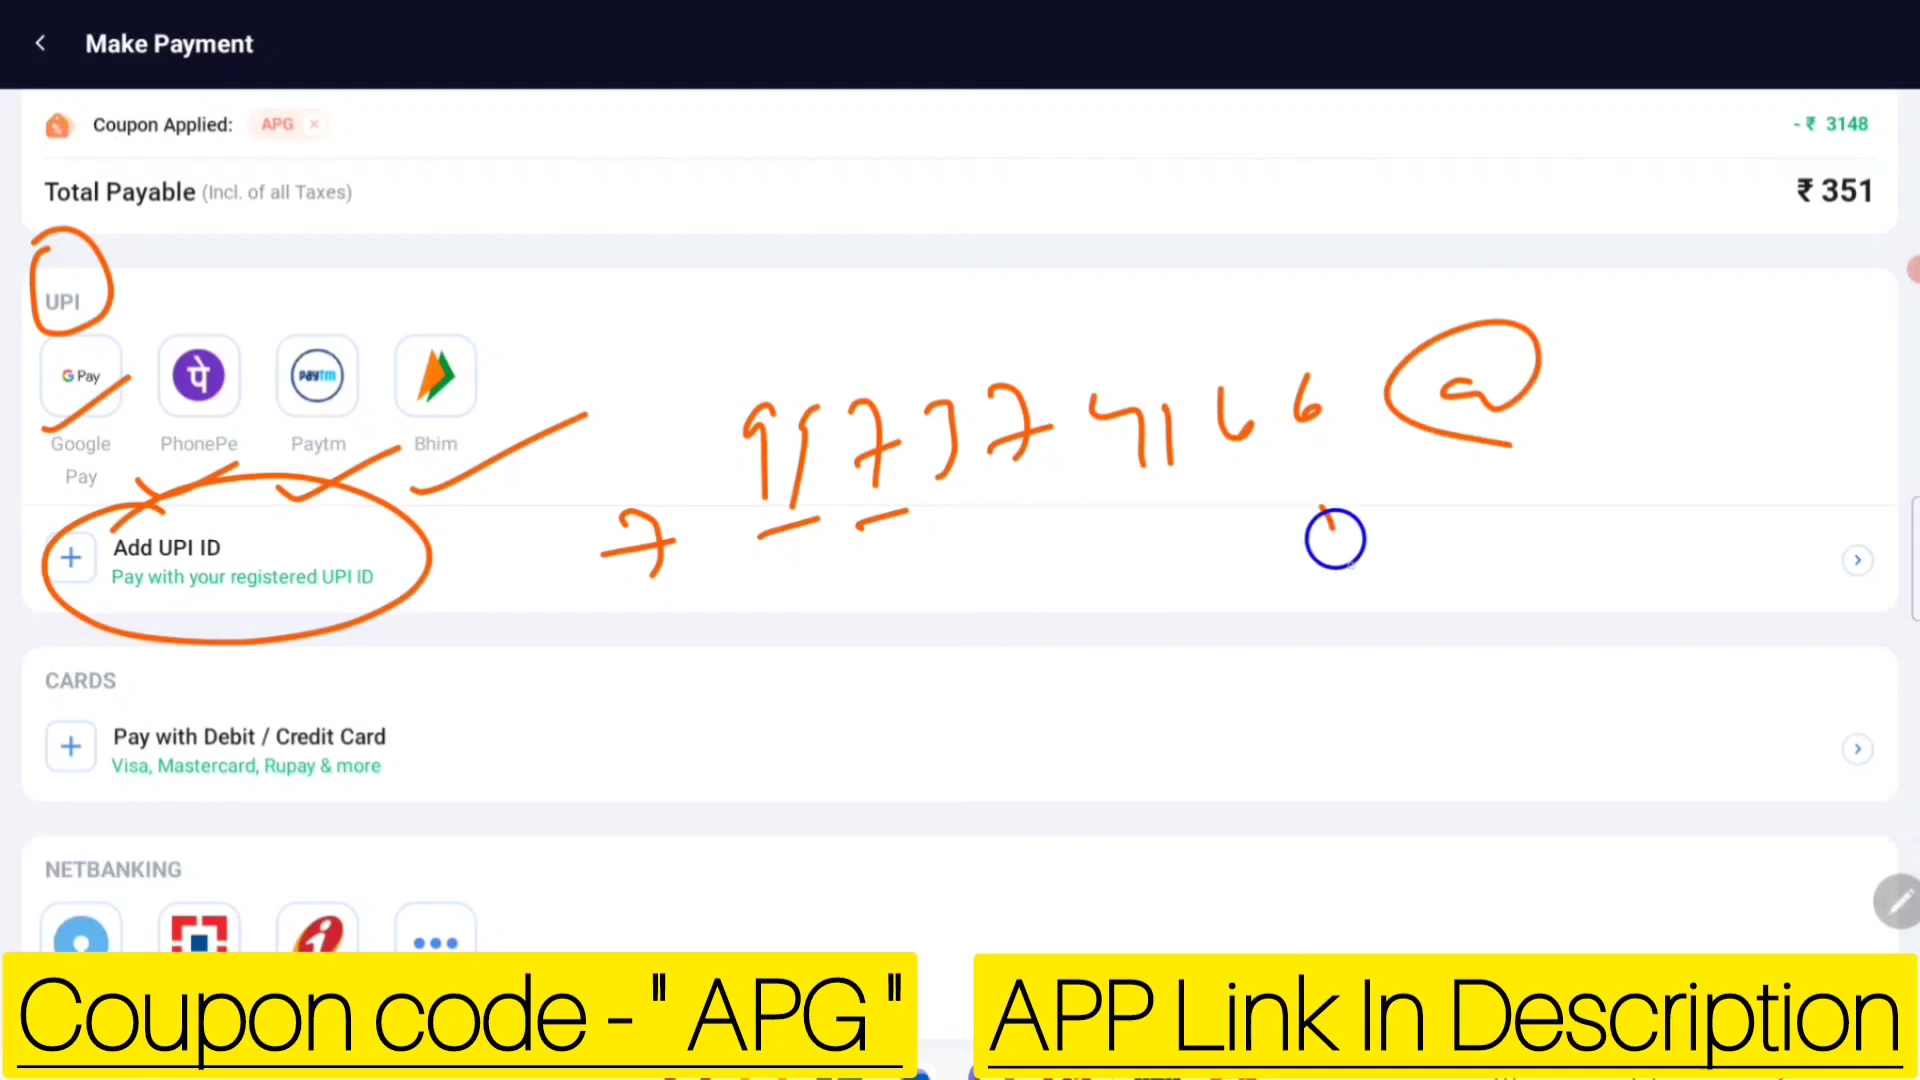 Make Payment
Coupon Applied: APG ×
- ₹ 3148
Total Payable (Incl. of all Taxes)
₹ 351
UPI
G Pay
पे
paytm
Google Pay
PhonePe
Paytm
Bhim
997374166 @
Add UPI ID
Pay with your registered UPI ID
CARDS
Pay with Debit / Credit Card
Visa, Mastercard, Rupay & more
NETBANKING
Coupon code - " APG "
APP Link In Description